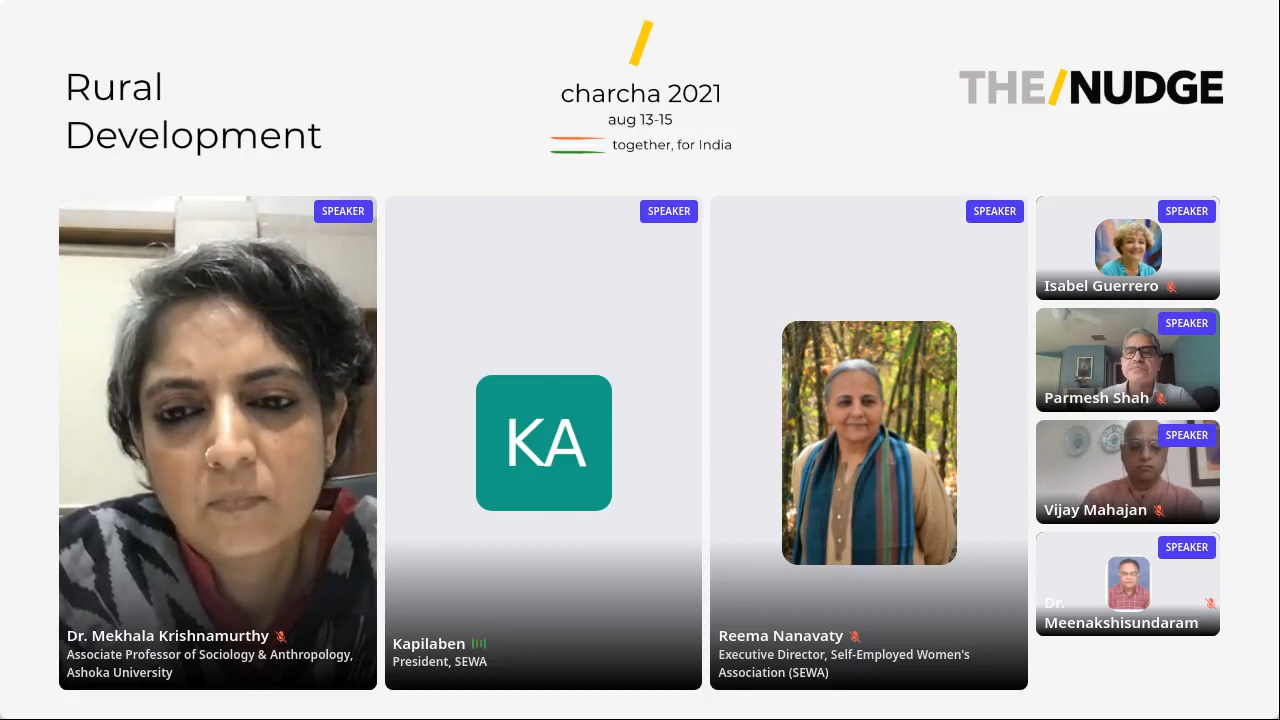 Rural
Development
charcha 2021
aug 13-15
together, for India
THE/NUDGE
SPEAKER
Dr. Mekhala Krishnamurthy
Associate Professor of Sociology & Anthropology,
Ashoka University
SPEAKER
KA
Kapilaben
President, SEWA
SPEAKER
Reema Nanavaty
Executive Director, Self-Employed Women's
Association (SEWA)
SPEAKER
Isabel Guerrero
SPEAKER
Parmesh Shah
SPEAKER
Vijay Mahajan
SPEAKER
Dr.
Meenakshisundaram